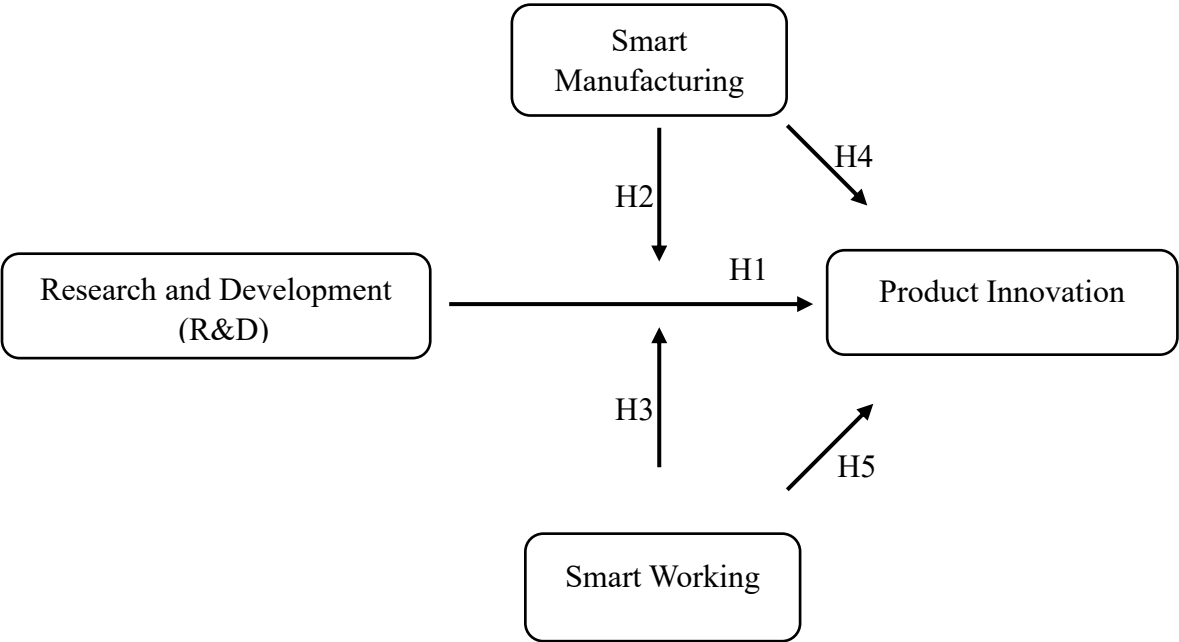 Smart
Manufacturing
H4
H2
H1
Research and Development
(R&D)
Product Innovation
H3
H5
Smart Working